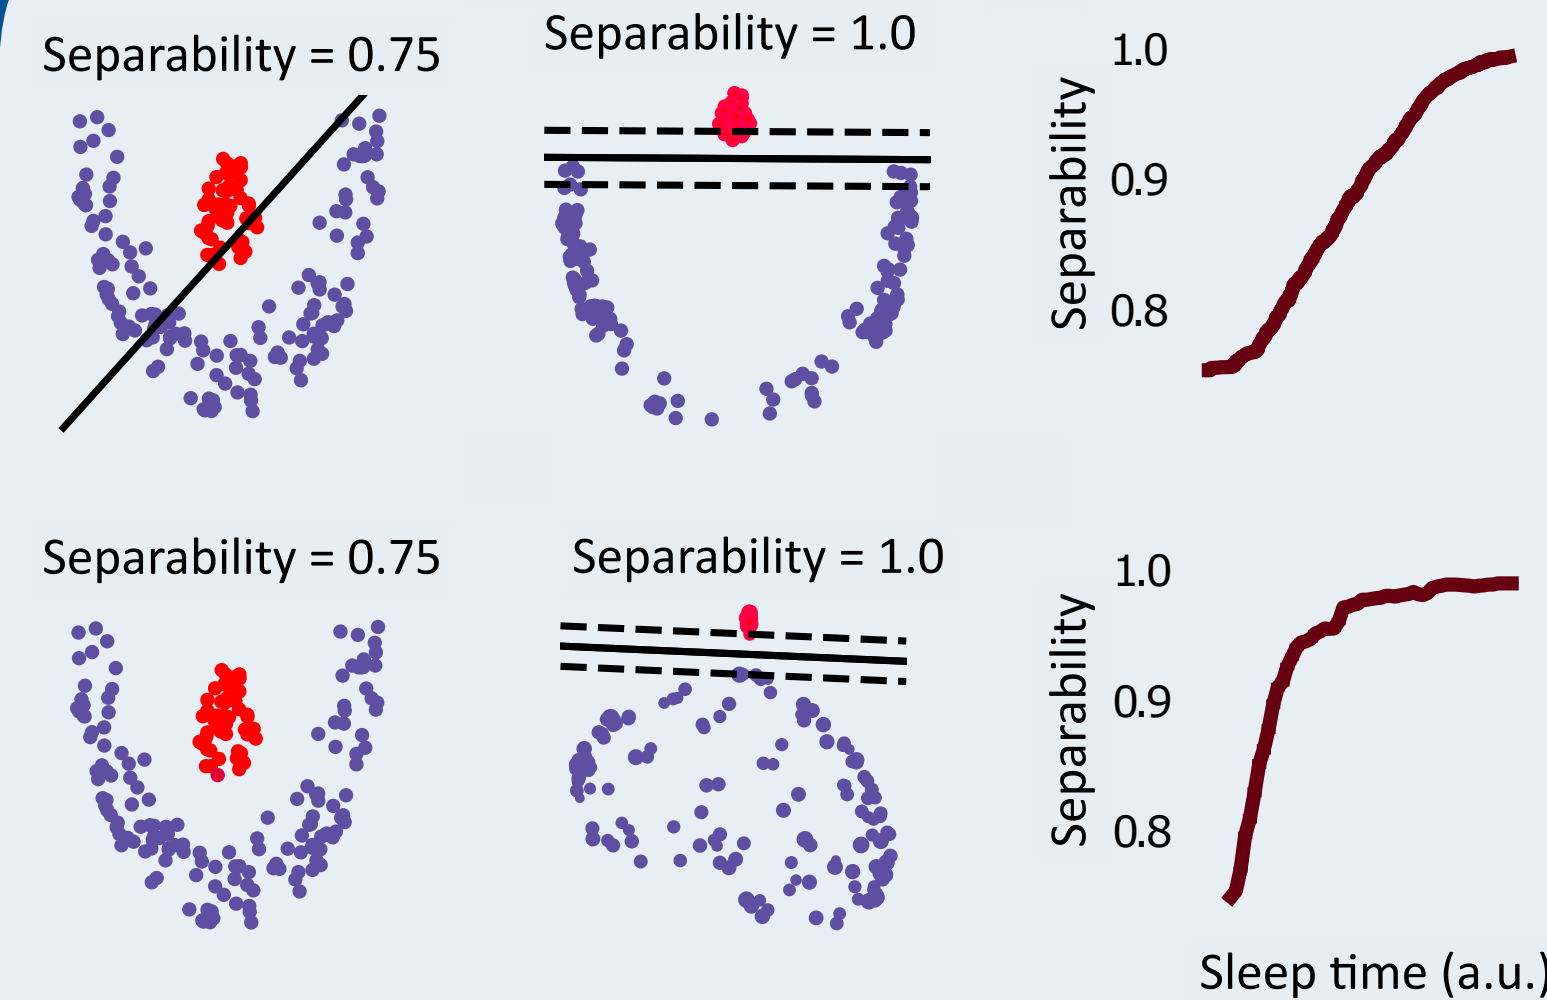 Separability = 0.75
Separability = 1.0
Separability
1.0
0.9
0.8
Separability = 0.75
Separability = 1.0
Separability
1.0
0.9
0.8
Sleep time (a.u.)